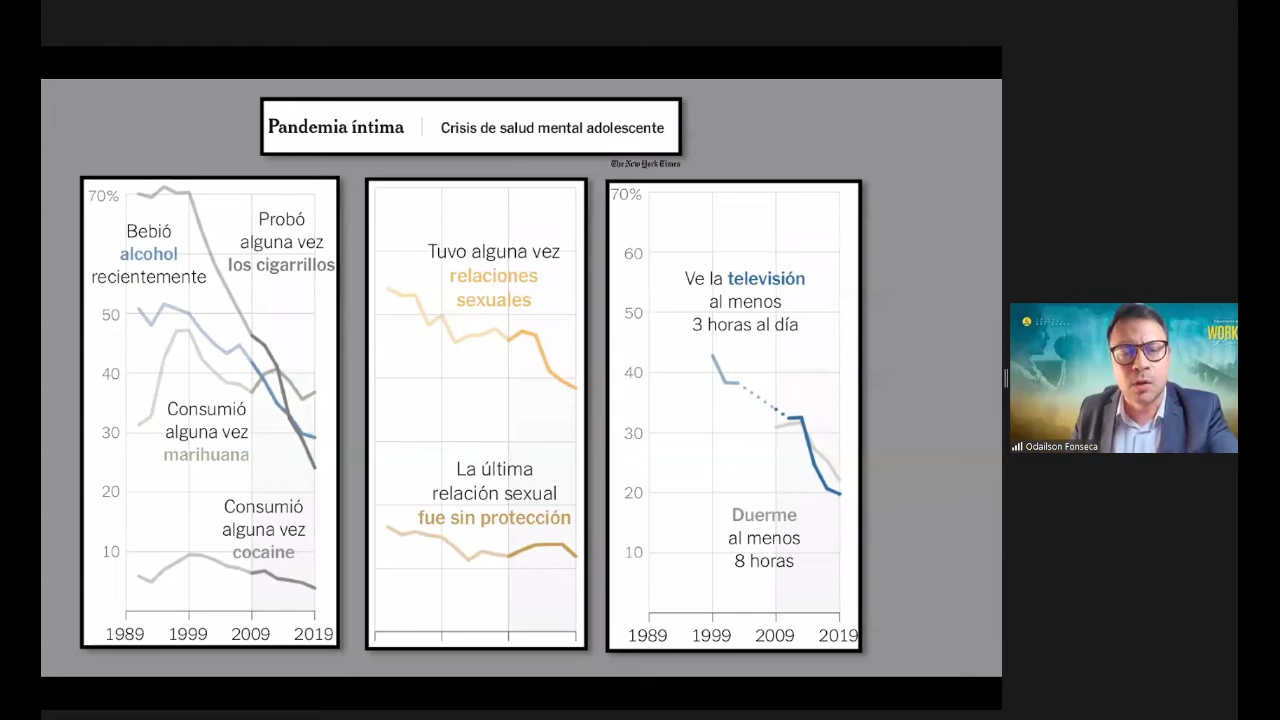 Pandemia íntima
Crisis de salud mental adolescente
The New York Times
70%
50
40
30
20
10
1989 1999 2009 2019
Bebió
alcohol
recientemente
Probó
alguna vez
los cigarrillos
Consumió
alguna vez
marihuana
Consumió
alguna vez
cocaine
Tuvo alguna vez
relaciones
sexuales
La última
relación sexual
fue sin protección
70%
60
50
40
30
20
10
1989 1999 2009 2019
Ve la televisión
al menos
3 horas al día
Duerme
al menos
8 horas
WORK
Odailson Fonseca